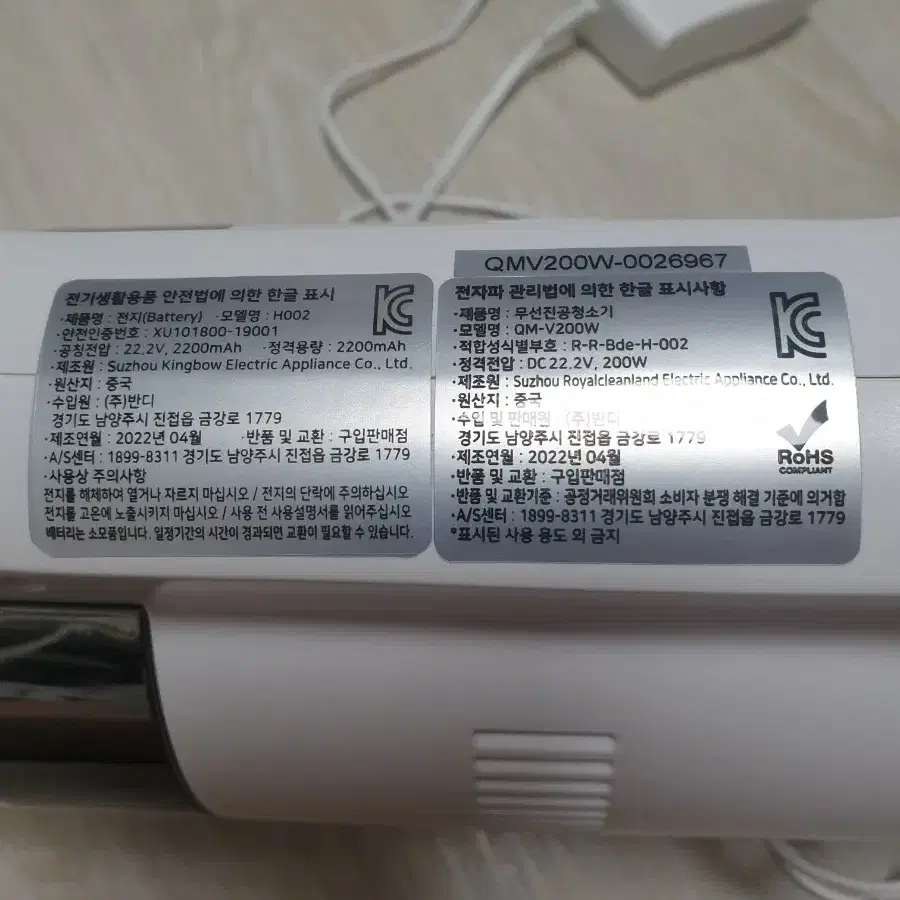 QMV200W-0026967
전기생활용품 안전법에 의한 한글 표시
·제품명 : 전지(Battery) ·모델명 : H002
·안전인증번호 : XU101800-19001
·공칭전압 : 22.2V, 2200mAh ·정격용량 : 2200mAh
·제조원 : Suzhou Kingbow Electric Appliance Co., Ltd.
·원산지 : 중국
·수입원 : (주)반디
경기도 남양주시 진접읍 금강로 1779
·제조연월 : 2022년 04월 ·반품 및 교환 : 구입판매점
·A/S센터 : 1899-8311 경기도 남양주시 진접읍 금강로 1779
·사용상 주의사항
전지를 해체하여 열거나 자르지 마십시오 / 전지의 단락에 주의하십시오
전지를 고온에 노출시키지 마십시오 / 사용 전 사용설명서를 읽어주십시오
배터리는 소모품입니다. 일정기간의 시간이 경과되면 교환이 필요할 수 있습니다.
전자파 관리법에 의한 한글 표시사항
·제품명 : 무선진공청소기
·모델명 : QM-V200W
·적합성식별부호 : R-R-Bde-H-002
·정격전압 : DC 22.2V, 200W
·제조원 : Suzhou Royalcleanland Electric Appliance Co., Ltd.
·원산지 : 중국
·수입 및 판매원 (주)반디
경기도 남양주시 진접읍 금강로 1779
·제조연월 : 2022년 04월
·반품 및 교환 : 구입판매점
·반품 및 교환기준 : 공정거래위원회 소비자 분쟁 해결 기준에 의거함
·A/S센터 : 1899-8311 경기도 남양주시 진접읍 금강로 1779
*표시된 사용 용도 외 금지
RoHS
COMPLIANT